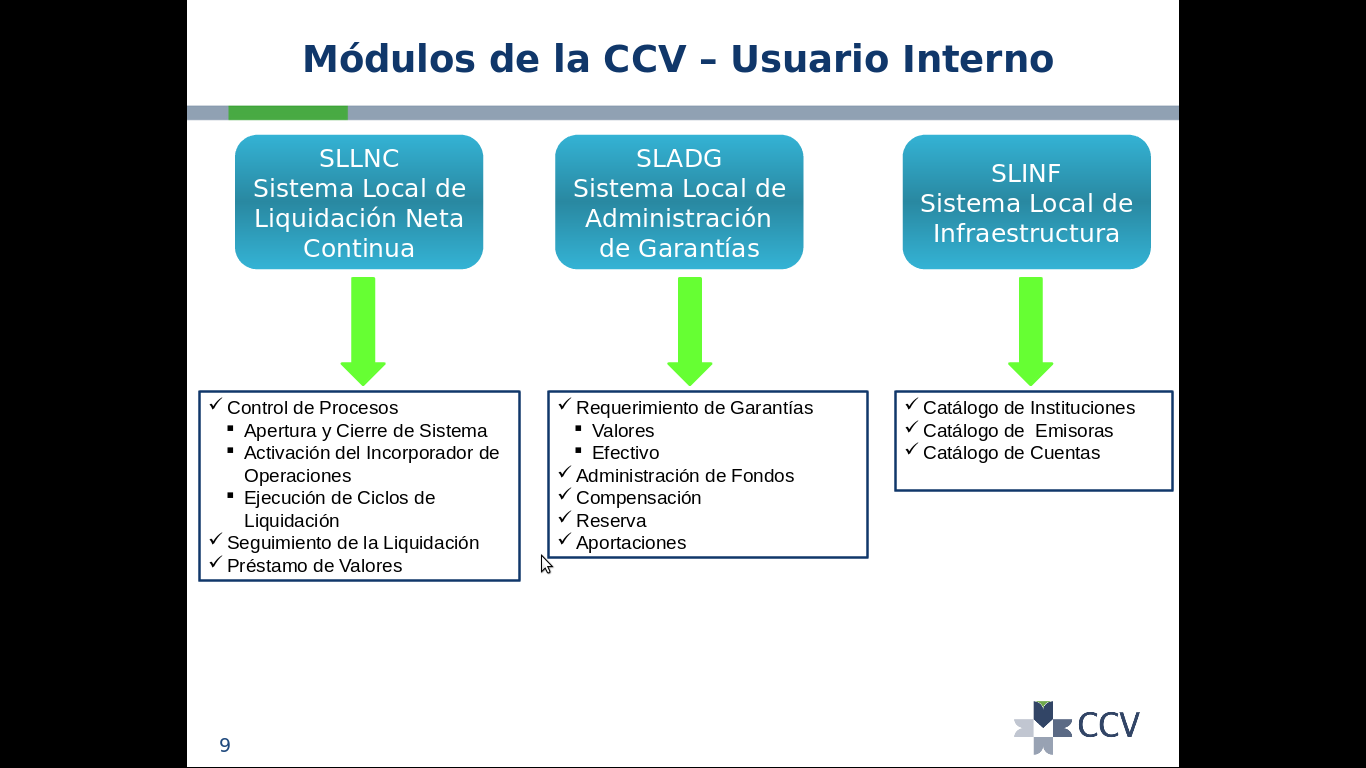 Módulos de la CCV – Usuario Interno
SLLNC
Sistema Local de
Liquidación Neta
Continua
SLADG
Sistema Local de
Administración
de Garantías
SLINF
Sistema Local de
Infraestructura
✓ Control de Procesos
▪ Apertura y Cierre de Sistema
▪ Activación del Incorporador de
Operaciones
▪ Ejecución de Ciclos de
Liquidación
✓ Seguimiento de la Liquidación
✓ Préstamo de Valores
✓ Requerimiento de Garantías
▪ Valores
▪ Efectivo
✓ Administración de Fondos
✓ Compensación
✓ Reserva
✓ Aportaciones
✓ Catálogo de Instituciones
✓ Catálogo de  Emisoras
✓ Catálogo de Cuentas
9
CCV